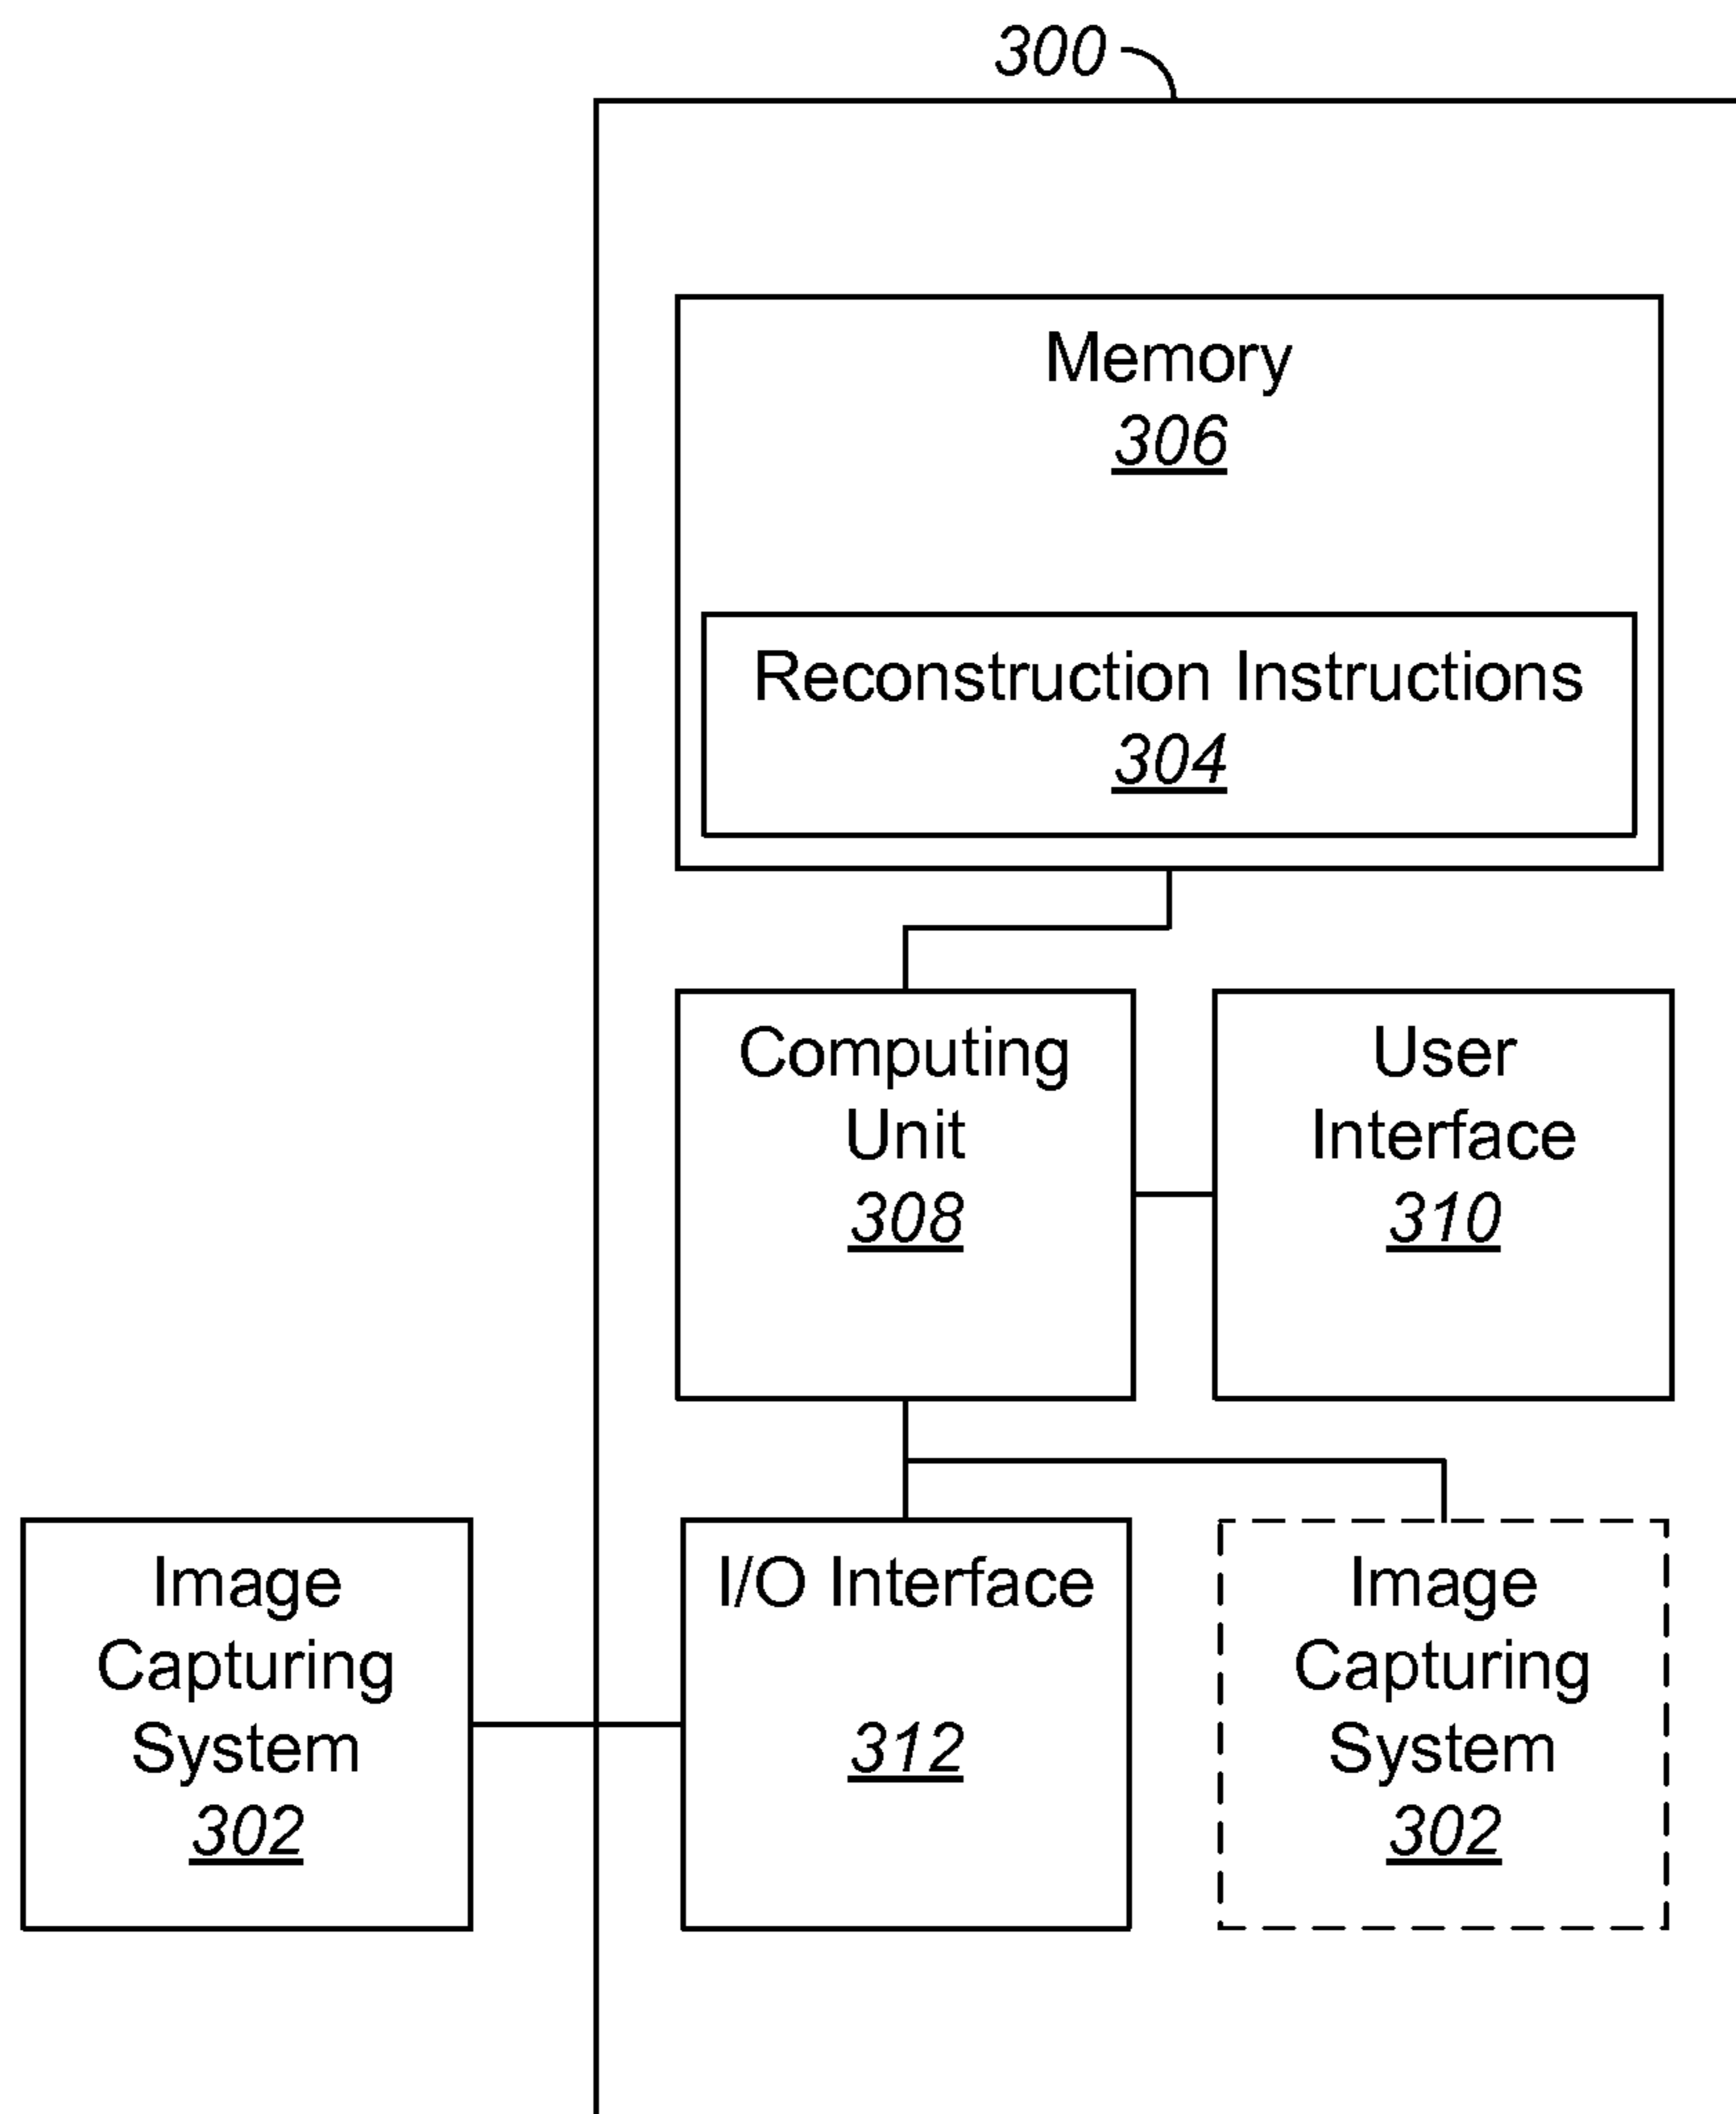 300
Memory
306
Reconstruction Instructions
304
Computing
Unit
308
User
Interface
310
Image
Capturing
System
302
I/O Interface
312
Image
Capturing
System
302